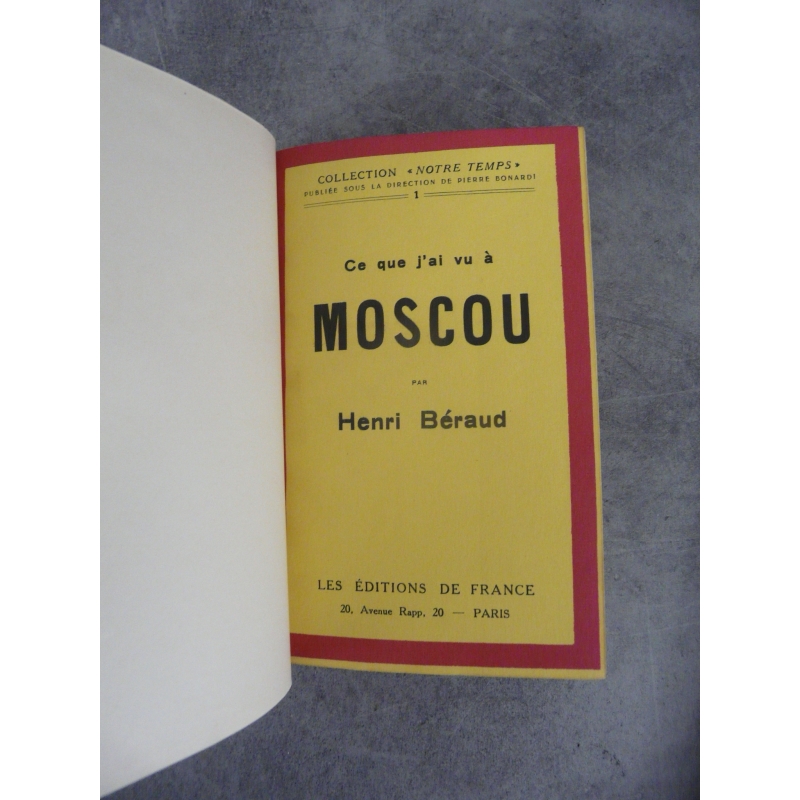 COLLECTION « NOTRE TEMPS »
PUBLIÉE SOUS LA DIRECTION DE PIERRE BONARDI
1
Ce que j'ai vu à
MOSCOU
PAR
Henri Béraud
LES ÉDITIONS DE FRANCE
20, Avenue Rapp, 20 — PARIS